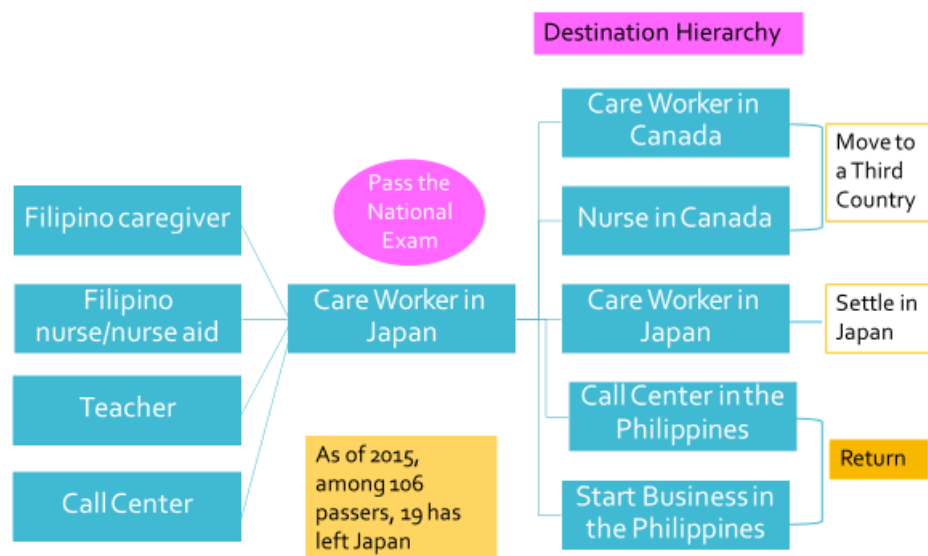 Destination Hierarchy
Filipino caregiver
Filipino
nurse/nurse aid
Teacher
Call Center
Pass the
National
Exam
Care Worker in
Japan
As of 2015,
among 106
passers, 19 has
left Japan
Care Worker in
Canada
Nurse in Canada
Care Worker in
Japan
Call Center in the
Philippines
Start Business in
the Philippines
Move to
a Third
Country
Settle in
Japan
Return